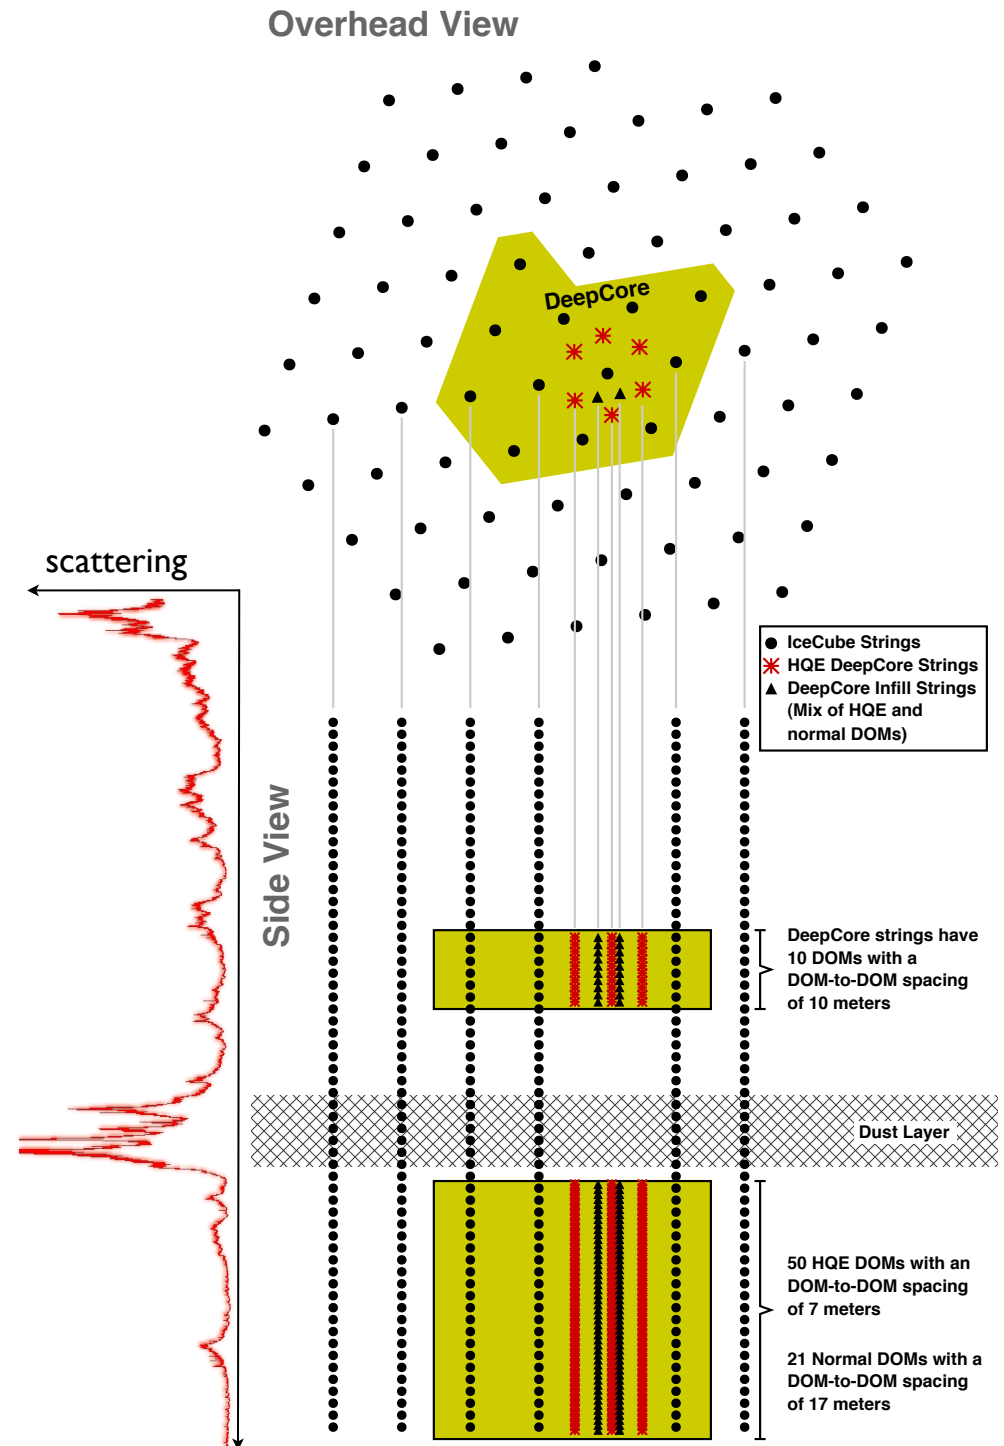 Overhead View
DeepCore
scattering
IceCube Strings
HQE DeepCore Strings
DeepCore Infill Strings
(Mix of HQE and
normal DOMs)
Side View
DeepCore strings have
10 DOMs with a
DOM-to-DOM spacing
of 10 meters
Dust Layer
50 HQE DOMs with an
DOM-to-DOM spacing
of 7 meters
21 Normal DOMs with a
DOM-to-DOM spacing
of 17 meters